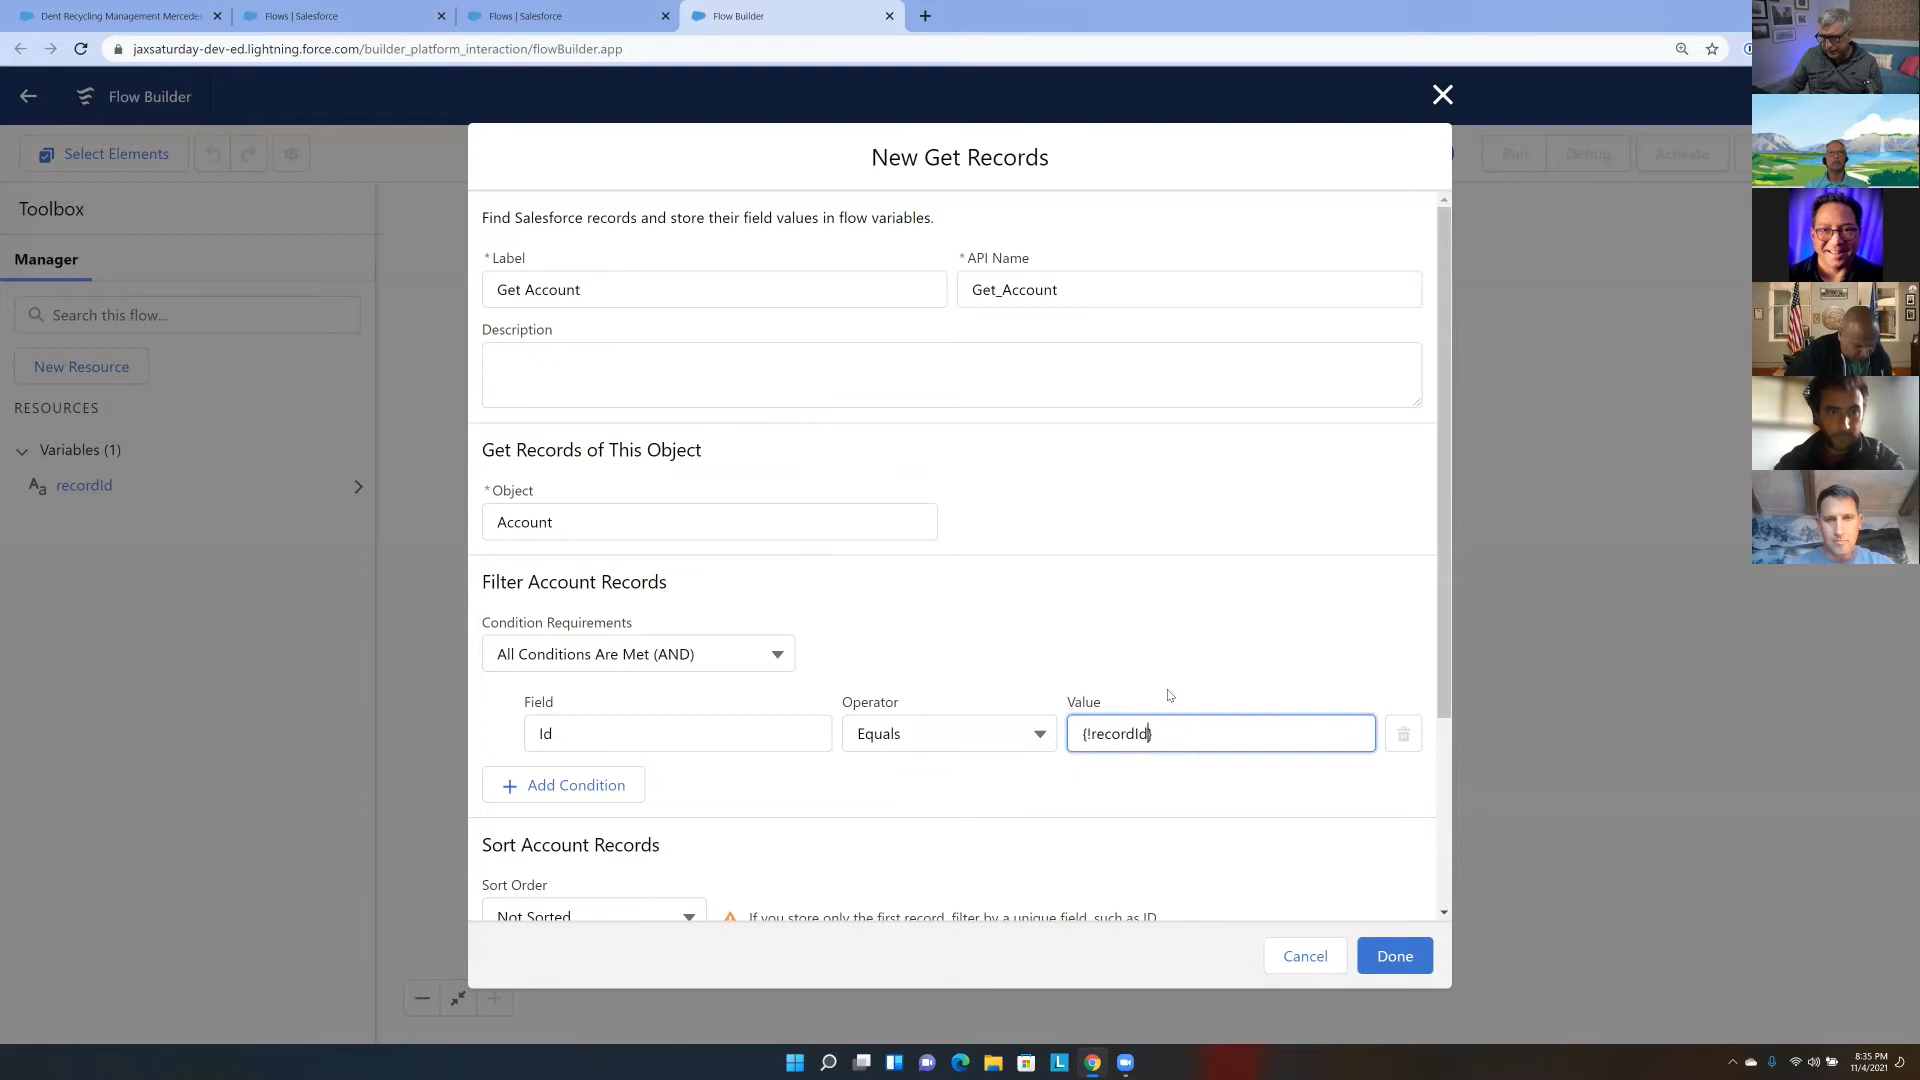 Dent Recycling Management Mercedes
Flows | Salesforce
Flows | Salesforce
Flow Builder
jaxsaturday-dev-ed.lightning.force.com/builder_platform_interaction/flowBuilder.app
Flow Builder
Select Elements
Run
Debug
Activate
New Get Records
Toolbox
Manager
Search this flow...
New Resource
RESOURCES
Variables (1)
recordId
Find Salesforce records and store their field values in flow variables.
*Label
*API Name
Get Account
Get_Account
Description
Get Records of This Object
*Object
Account
Filter Account Records
Condition Requirements
All Conditions Are Met (AND)
Field
Operator
Value
Id
Equals
{!recordId}
+ Add Condition
Sort Account Records
Sort Order
Not Sorted
If you store only the first record, filter by a unique field, such as ID.
Cancel
Done
L
8:35 PM
11/4/2021